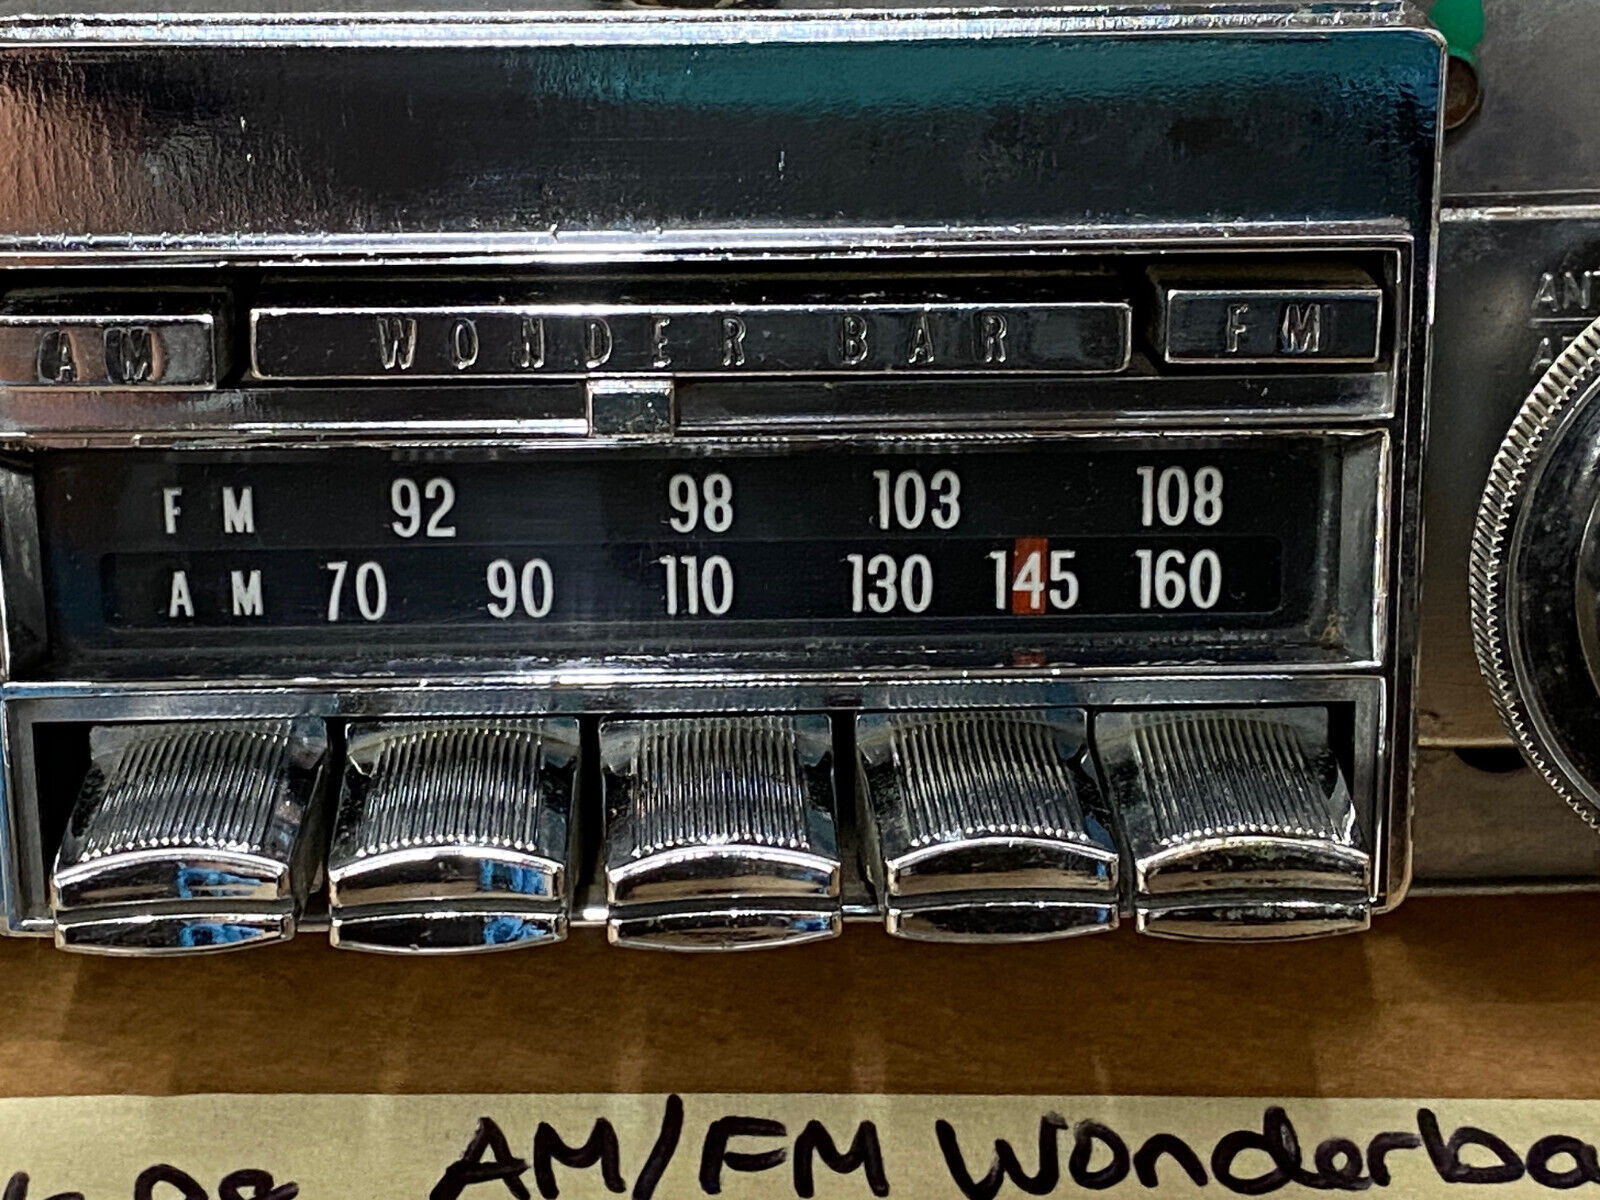 AM WONDER BAR FM
ANT
FM 92 98 103 108
AM 70 90 110 130 145 160
AM/FM Wonderba